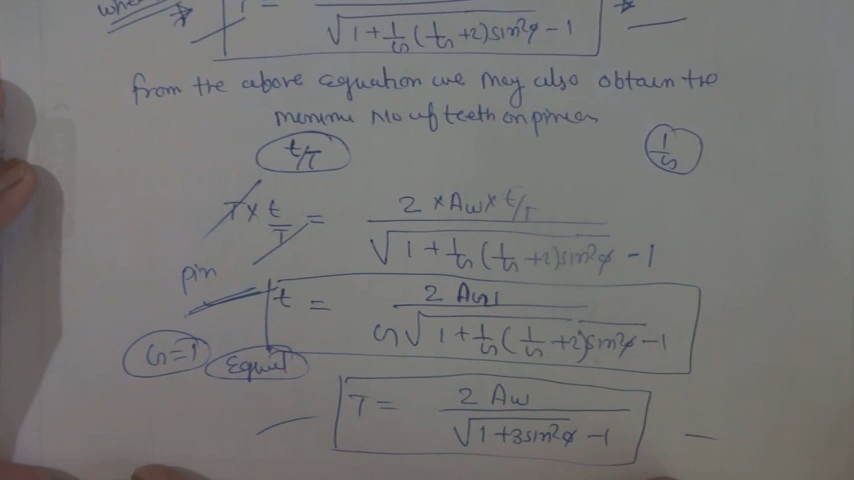 whe T = √1 + 1/G (1/G + 2) sin²φ - 1
from the above equation we may also obtain the
minimu No of teeth on pinion
t/T 1/G
T × t/T = 2 × Aw × t/T / √1 + 1/G (1/G + 2) sin²φ - 1
pin
t = 2 Aw / G √1 + 1/G (1/G + 2) sin²φ - 1
G = 1 Equal
T = 2 Aw / √1 + 3 sin²φ - 1